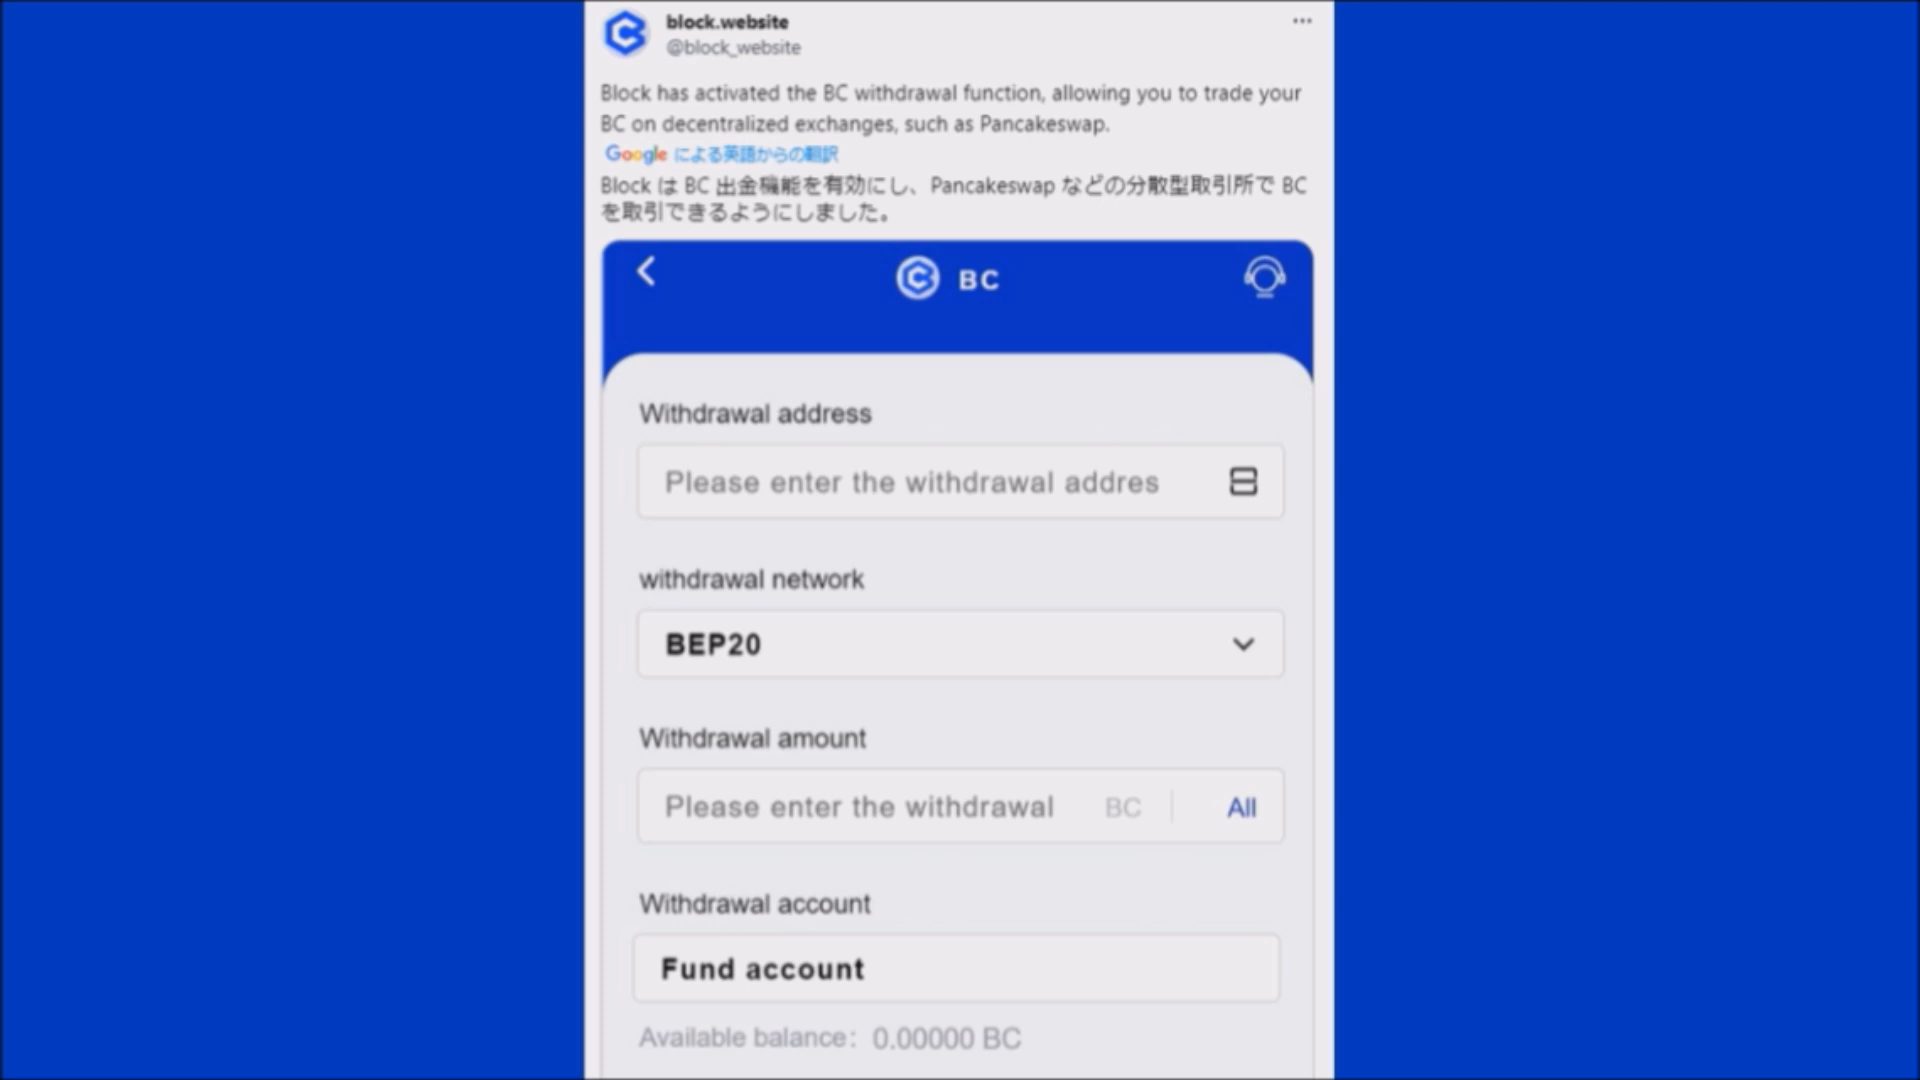 block.website
@block_website
Block has activated the BC withdrawal function, allowing you to trade your
BC on decentralized exchanges, such as Pancakeswap.
Google による英語からの翻訳
Block は BC 出金機能を有効にし、Pancakeswap などの分散型取引所で BC
を取引できるようにしました。
BC
Withdrawal address
Please enter the withdrawal addres
withdrawal network
BEP20
Withdrawal amount
Please enter the withdrawal BC All
Withdrawal account
Fund account
Available balance: 0.00000 BC